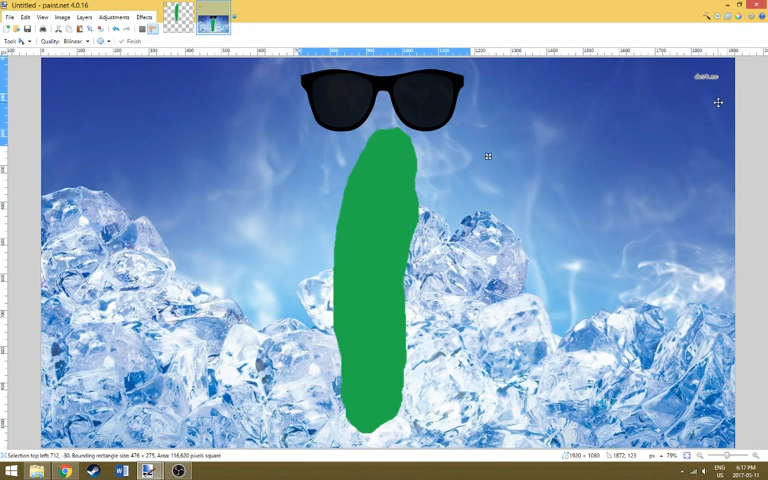 Untitled - paint.net 4.0.16
File Edit View Image Layers Adjustments Effects
Tools: Quality: Bilinear Finish
Selection top left: 712, -30. Bounding rectangle size: 476 × 275. Area: 116,620 pixels square
1920 × 1080 1872, 123 px 79%
ENG
US
6:17 PM
2017-05-11